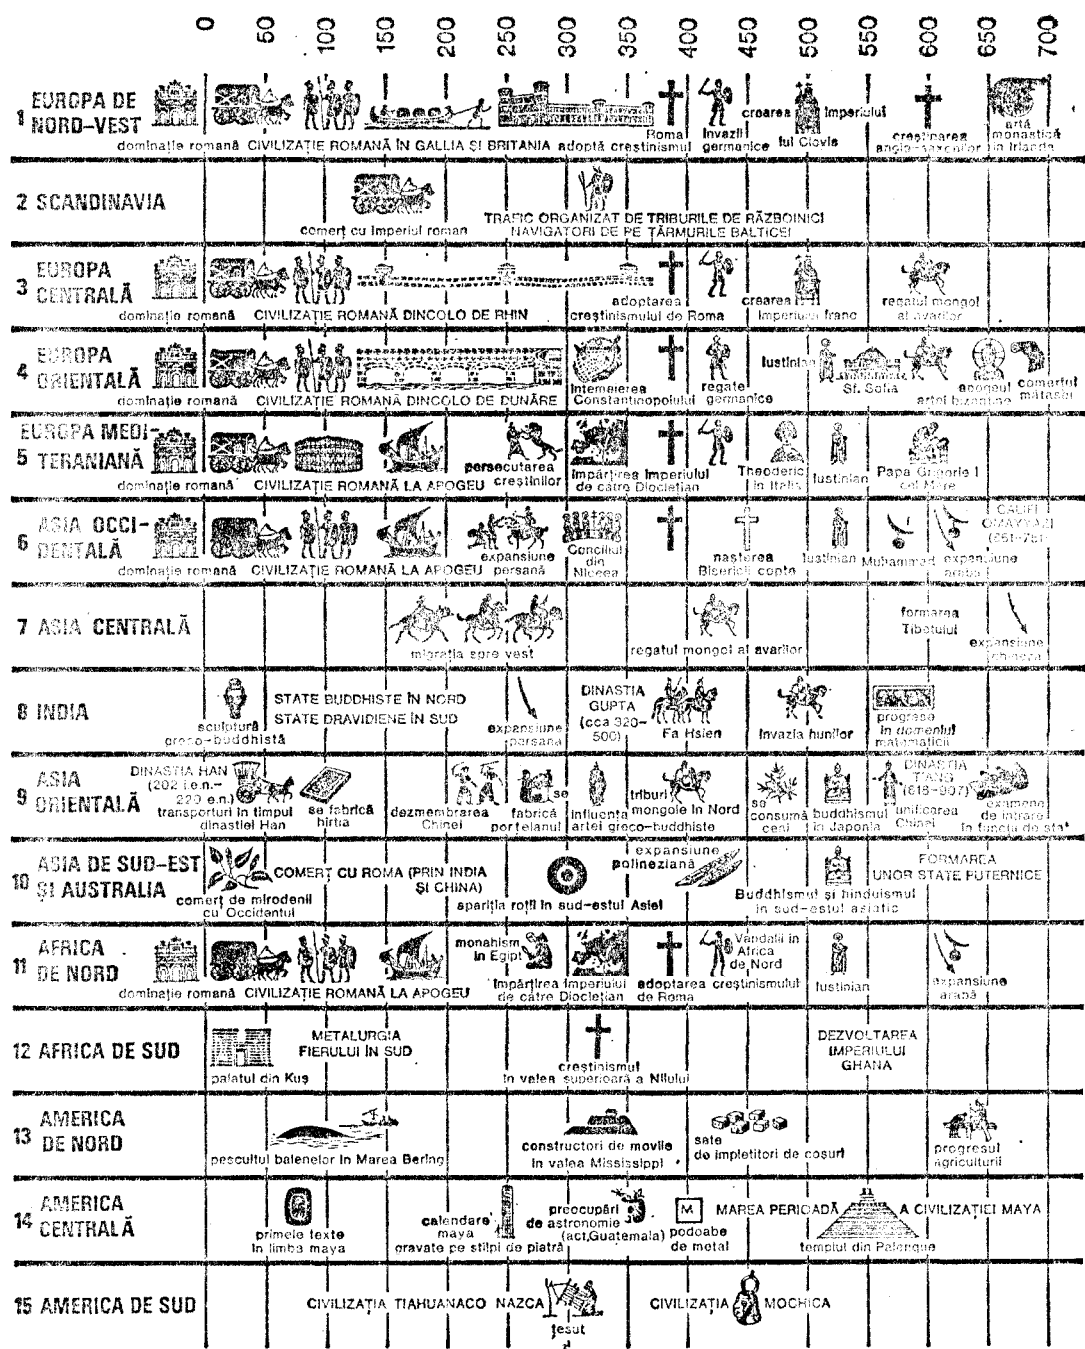 0 50 100 150 200 250 300 350 400 450 500 550 600 650 700
1 EUROPA DE
NORD-VEST
dominație romană CIVILIZAȚIE ROMANĂ ÎN GALLIA ȘI BRITANIA
Roma
adoptă creștinismul
Invazii
germanice
crearea Imperiului
lui Clovis
creștinarea
anglo-saxonilor
artă
monastică
în Irlanda
2 SCANDINAVIA
comerț cu Imperiul roman
TRAFIC ORGANIZAT DE TRIBURILE DE RĂZBOINICI
NAVIGATORI DE PE ȚĂRMURILE BALTICEI
3 EUROPA
CENTRALĂ
dominație romană CIVILIZAȚIE ROMANĂ DINCOLO DE RHIN
adoptarea
creștinismului de Roma
crearea
Imperiului franc
regatul mongol
al avarilor
4 EUROPA
ORIENTALĂ
dominație romană CIVILIZAȚIE ROMANĂ DINCOLO DE DUNĂRE
întemeierea
Constantinopolului
regate
germanice
Iustinian
Sf. Sofia
apogeul
artei bizantine
comerțul
mătăsii
5 EUROPA MEDI-
TERANIANĂ
dominație romană CIVILIZAȚIE ROMANĂ LA APOGEU
persecutarea
creștinilor
împărțirea Imperiului
de către Diocletian
Theoderic
în Italia
Iustinian
Papa Grigorie I
cel Mare
6 ASIA OCCI-
DENTALĂ
dominație romană CIVILIZAȚIE ROMANĂ LA APOGEU
expansiune
persană
Conciliul
din
Niceea
nașterea
Bisericii copte
Iustinian
Muhammad
CALIFI
OMAYYAZI
expansiune
arabă
7 ASIA CENTRALĂ
migrația spre vest
regatul mongol al avarilor
formarea
Tibetului
expansiune
chineză
8 INDIA
sculptură
greco-buddhistă
STATE BUDDHISTE ÎN NORD
STATE DRAVIDIENE ÎN SUD
expansiune
persană
DINASTIA
GUPTA
(cca 320-
500)
Fa Hsien
Invazia hunilor
progrese
în domeniul
matematicii
9 ASIA
ORIENTALĂ
DINASTIA HAN
(202 î.e.n.-
220 e.n.)
transporturi în timpul
dinastiei Han
se fabrică
hîrtia
dezmembrarea
Chinei
se
fabrică
porțelanul
influența
artei greco-buddhiste
triburi
mongole în Nord
se
consumă
ceai
buddhismul
în Japonia
DINASTIA
T'ANG
(618-907)
unificarea
Chinei
examene
de intrare
în funcții de stat
10 ASIA DE SUD-EST
ȘI AUSTRALIA
comerț de mirodenii
cu Occidentul
COMERȚ CU ROMA (PRIN INDIA
ȘI CHINA)
apariția roții în sud-estul Asiei
expansiune
polineziană
Buddhismul și hinduismul
în sud-estul asiatic
FORMAREA
UNOR STATE PUTERNICE
11 AFRICA
DE NORD
dominație romană CIVILIZAȚIE ROMANĂ LA APOGEU
monahism
în Egipt
împărțirea Imperiului
de către Diocletian
adoptarea creștinismului
de Roma
Vandalii în
Africa
de Nord
Iustinian
expansiune
arabă
12 AFRICA DE SUD
palatul din Kuș
METALURGIA
FIERULUI ÎN SUD
creștinismul
în valea superioară a Nilului
DEZVOLTAREA
IMPERIULUI
GHANA
13 AMERICA
DE NORD
pescuitul balenelor în Marea Bering
constructori de movile
în valea Mississippi
sate
de împletitori de coșuri
progresul
agriculturii
14 AMERICA
CENTRALĂ
primele texte
în limba maya
calendare
maya
gravate pe stîlpi de piatră
preocupări
de astronomie
(act. Guatemala)
M
podoabe
de metal
MAREA PERIOADĂ A CIVILIZAȚIEI MAYA
templul din Palenque
15 AMERICA DE SUD
CIVILIZAȚIA TIAHUANACO NAZCA
țesut
CIVILIZAȚIA MOCHICA